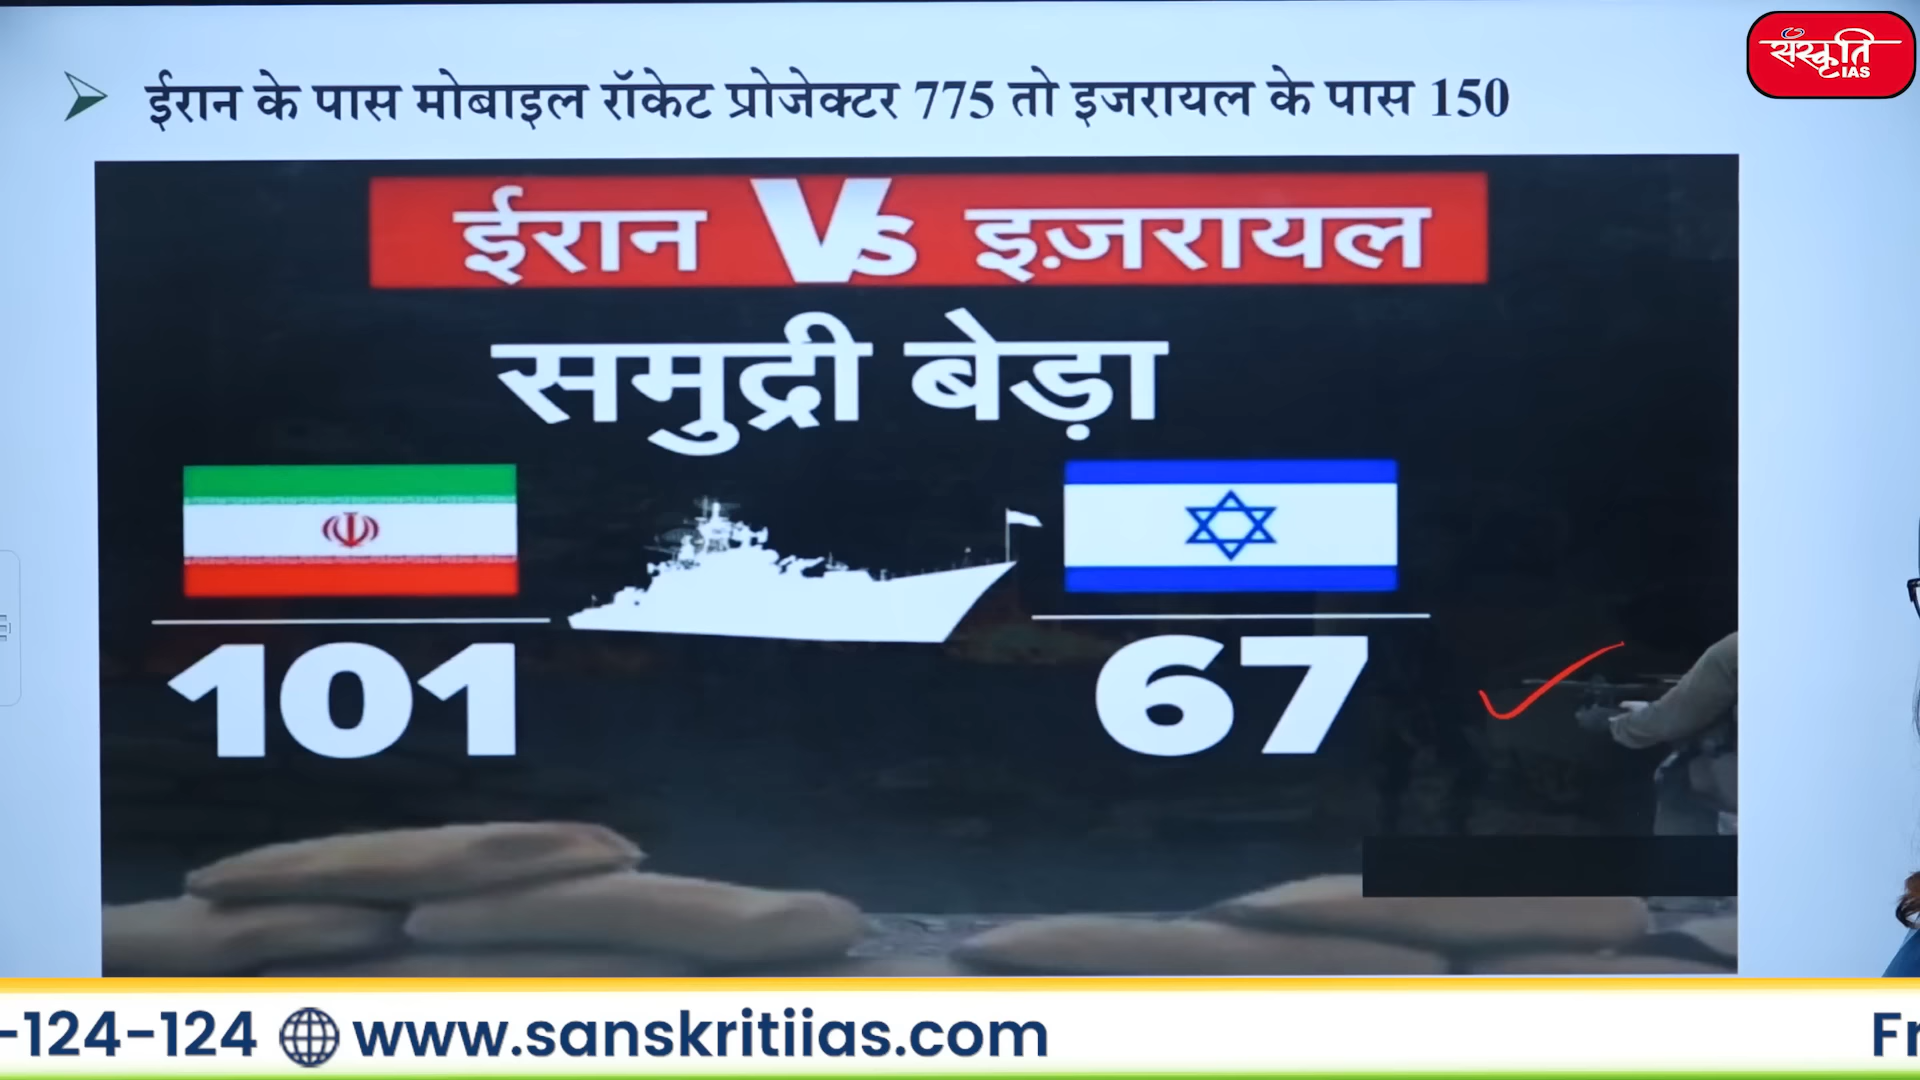 संस्कृति
IAS
ईरान के पास मोबाइल रॉकेट प्रोजेक्टर 775 तो इजरायल के पास 150
ईरान Vs इज़रायल
समुद्री बेड़ा
101
67
-124-124 www.sanskritiias.com Fr